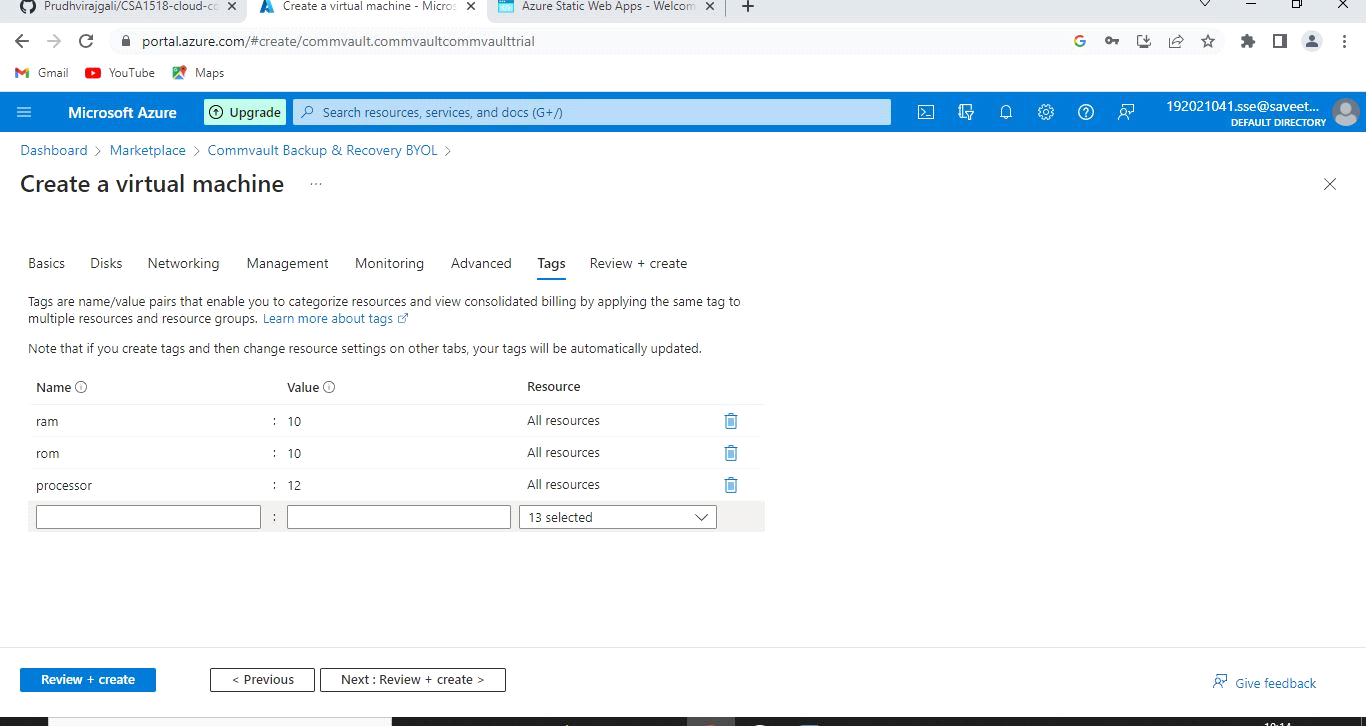 Prudhvirajgali/CSA1518-cloud-co
Create a virtual machine - Micros
Azure Static Web Apps - Welcom
portal.azure.com/#create/commvault.commvaultcommvaulttrial
Gmail YouTube Maps
Microsoft Azure Upgrade Search resources, services, and docs (G+/) 192021041.sse@saveet...
DEFAULT DIRECTORY
Dashboard > Marketplace > Commvault Backup & Recovery BYOL >
Create a virtual machine ...
Basics Disks Networking Management Monitoring Advanced Tags Review + create
Tags are name/value pairs that enable you to categorize resources and view consolidated billing by applying the same tag to
multiple resources and resource groups. Learn more about tags
Note that if you create tags and then change resource settings on other tabs, your tags will be automatically updated.
Name Value Resource
ram : 10 All resources
rom : 10 All resources
processor : 12 All resources
: 13 selected
Review + create < Previous Next : Review + create > Give feedback